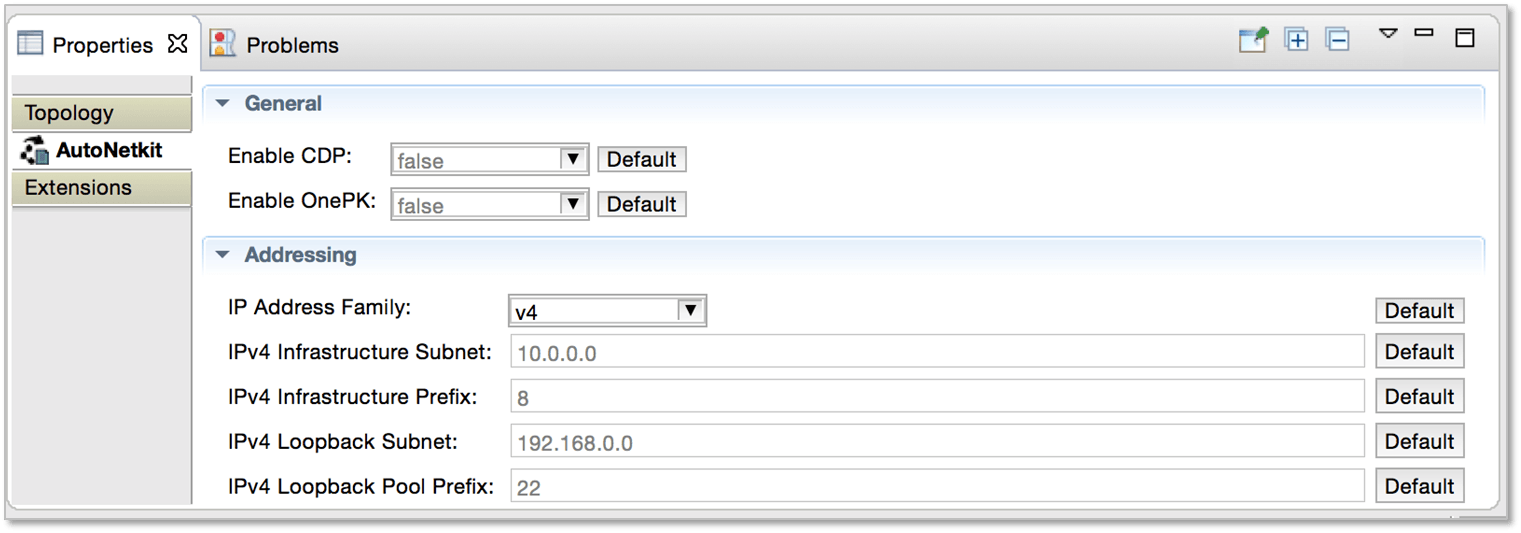 Properties Problems
Topology
AutoNetkit
Extensions
General
Enable CDP: false Default
Enable OnePK: false Default
Addressing
IP Address Family: v4 Default
IPv4 Infrastructure Subnet: 10.0.0.0 Default
IPv4 Infrastructure Prefix: 8 Default
IPv4 Loopback Subnet: 192.168.0.0 Default
IPv4 Loopback Pool Prefix: 22 Default